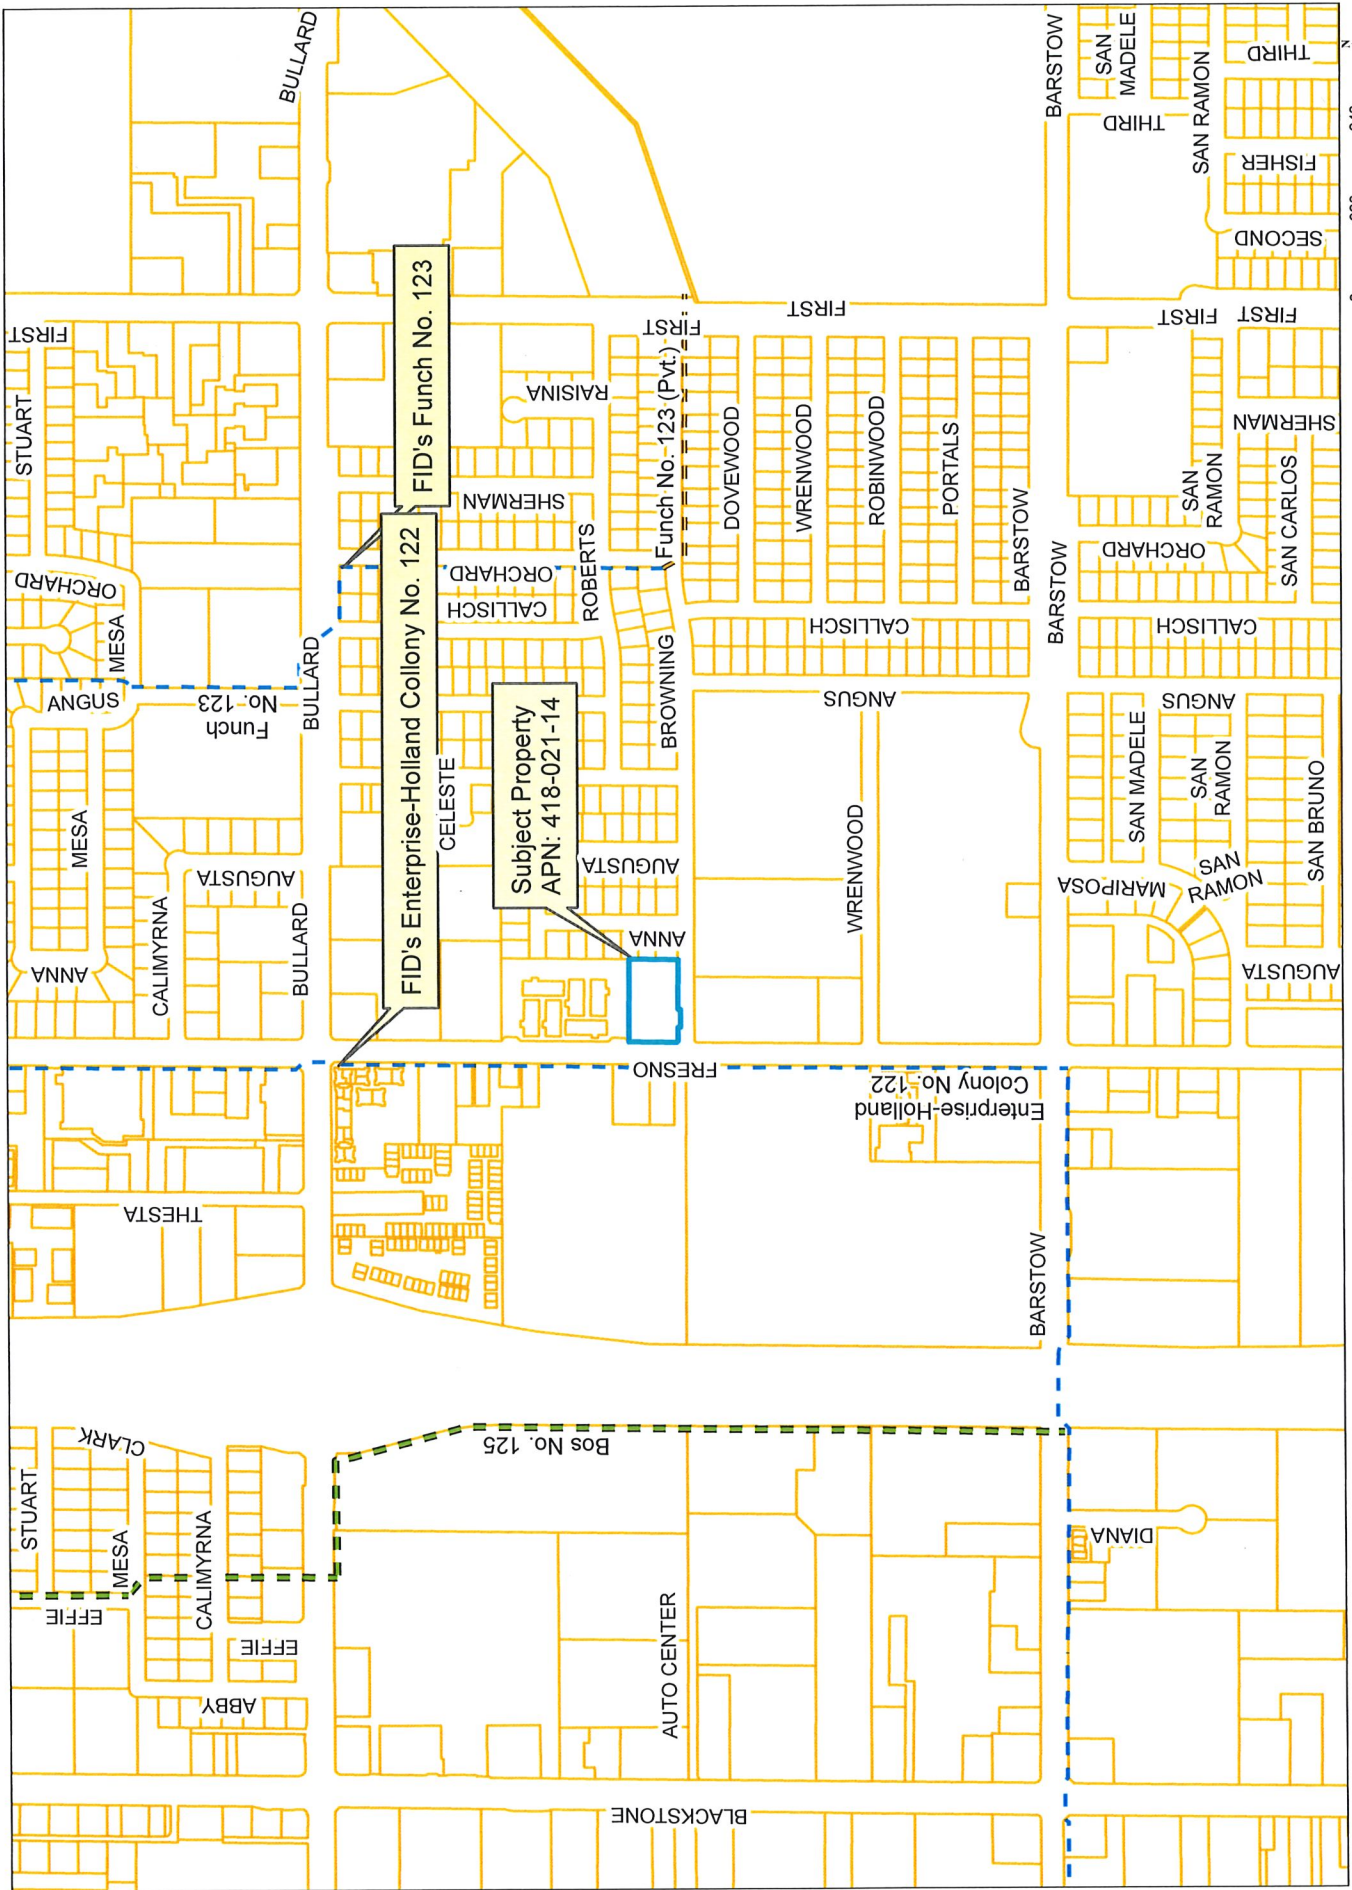 STUART
EFFIE
MESA
CLARK
CALIMYRNA
ABBY
EFFIE
THESTA
ANNA
MESA
CALIMYRNA
AUGUSTA
ANGUS
MESA
ORCHARD
STUART
FIRST
Funch
No. 123
BULLARD
BULLARD
BULLARD
FID's Enterprise-Holland Collony No. 122
FID's Funch No. 123
CELESTE
CALLISCH
ORCHARD
SHERMAN
RAISINA
Bos No. 125
Subject Property
APN: 418-021-14
ROBERTS
AUGUSTA
ANNA
BROWNING
Funch No. 123 (Pvt.)
FIRST
BLACKSTONE
AUTO CENTER
FRESNO
DOVEWOOD
WRENWOOD
ROBINWOOD
PORTALS
BARSTOW
FIRST
CALLISCH
ANGUS
WRENWOOD
Enterprise-Holland
Colony No. 122
BARSTOW
BARSTOW
BARSTOW
DIANA
MARIPOSA
SAN MADELE
SAN
RAMON
SAN
RAMON
ANGUS
CALLISCH
ORCHARD
SAN
RAMON
FIRST
THIRD
SAN
MADELE
SAN RAMON
AUGUSTA
SAN BRUNO
SAN CARLOS
SHERMAN
FIRST
SECOND
FISHER
THIRD
N